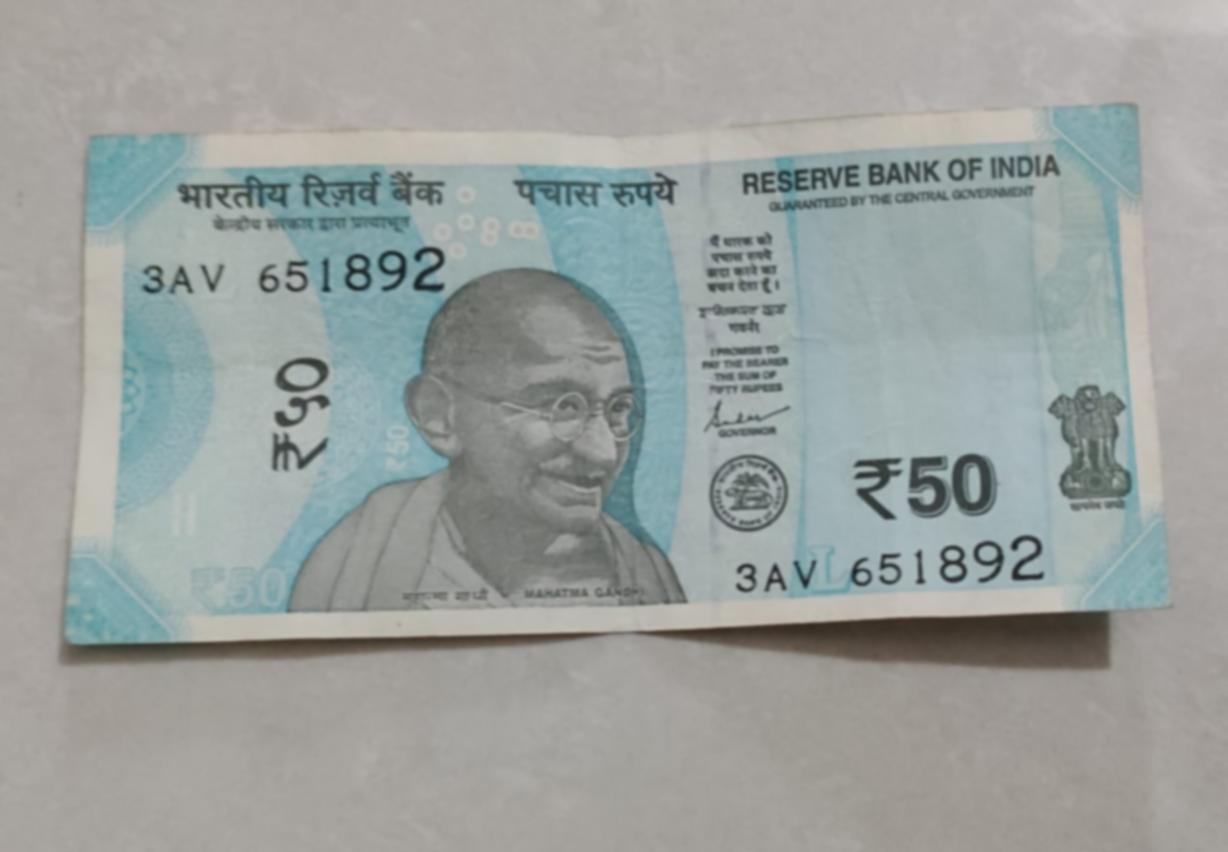 भारतीय रिज़र्व बैंक
पचास रुपये
RESERVE BANK OF INDIA
केन्द्रीय सरकार द्वारा प्रत्याभूत
GUARANTEED BY THE CENTRAL GOVERNMENT
3AV 651892
मैं धारक को
पचास रुपये
अदा करने का
वचन देता हूँ।
गवर्नर
I PROMISE TO
PAY THE BEARER
THE SUM OF
FIFTY RUPEES
GOVERNOR
₹५०
₹50
₹50
3AV L 651892
₹50
महात्मा गांधी MAHATMA GANDHI
सत्यमेव जयते